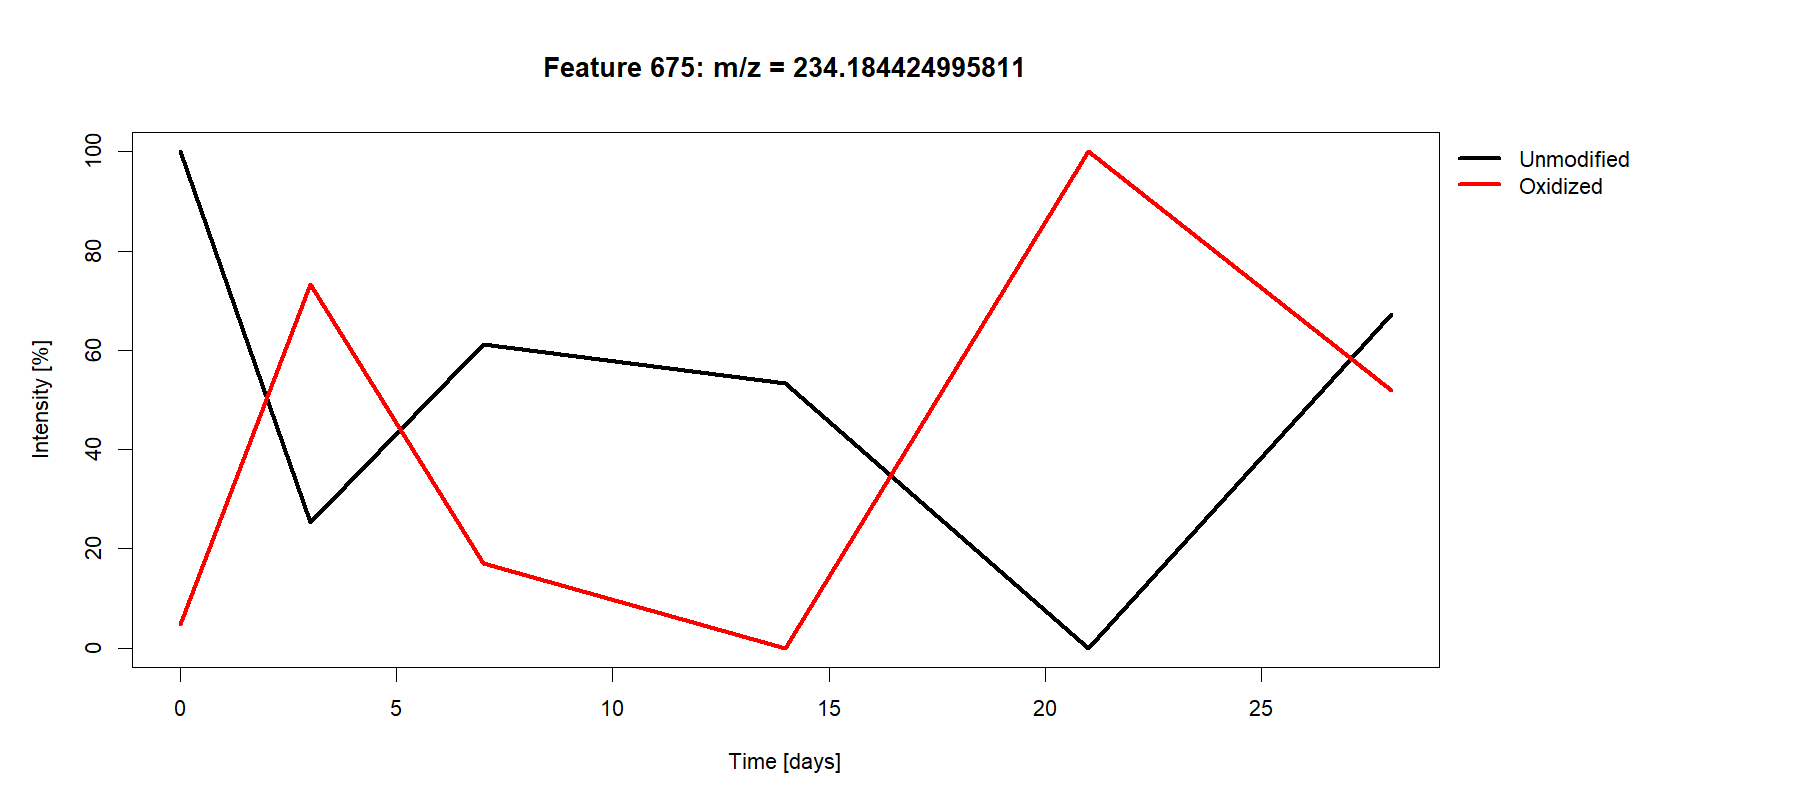 Feature 675: m/z = 234.184424995811
Unmodified
Oxidized
Intensity [%]
100
80
60
40
20
0
0 5 10 15 20 25
Time [days]